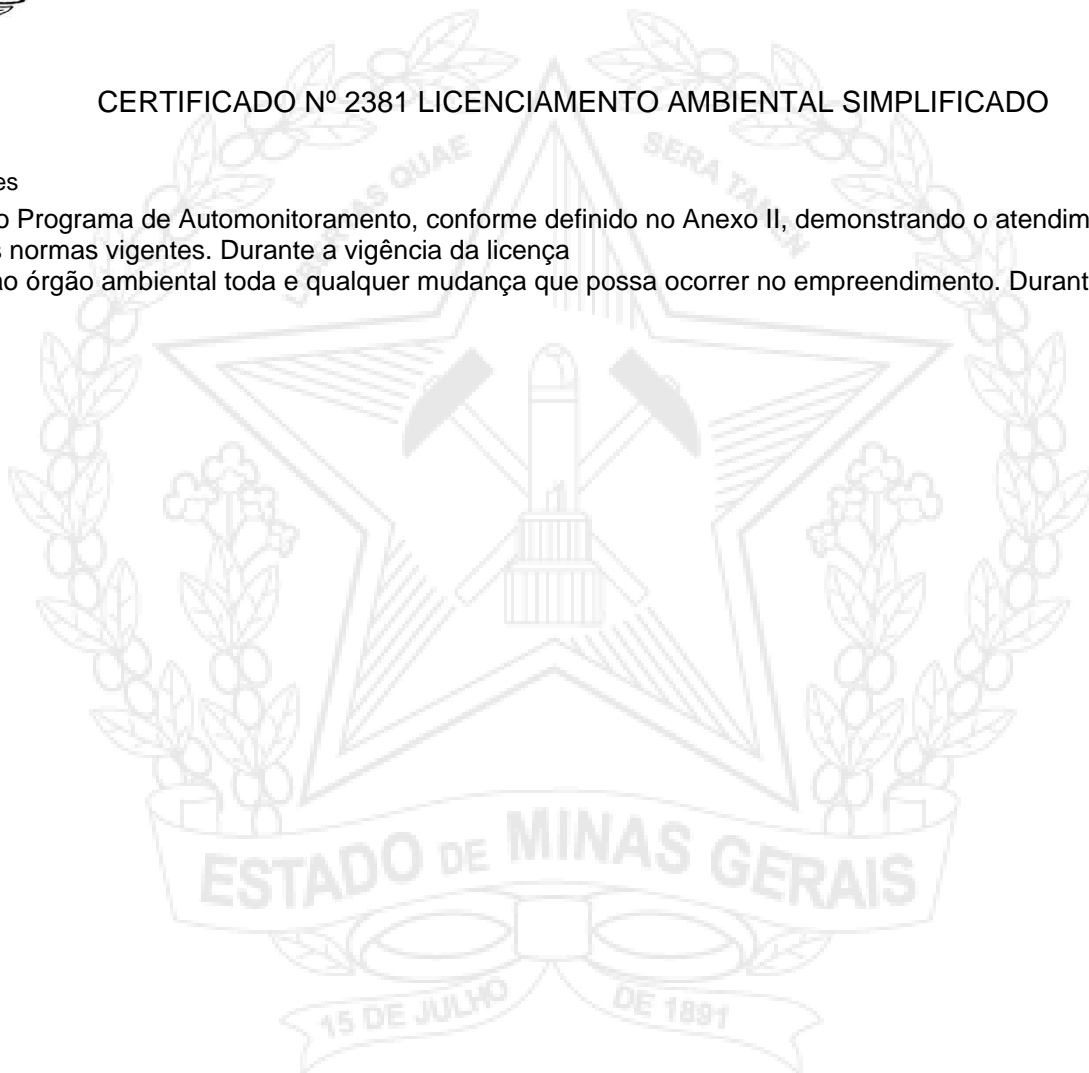 CERTIFICADO Nº 2381 LICENCIAMENTO AMBIENTAL SIMPLIFICADO
es
o Programa de Automonitoramento, conforme definido no Anexo II, demonstrando o atendim
s normas vigentes. Durante a vigência da licença
ao órgão ambiental toda e qualquer mudança que possa ocorrer no empreendimento. Durant
QUAE SERA TAMEN
ESTADO DE MINAS GERAIS
15 DE JULHO DE 1891